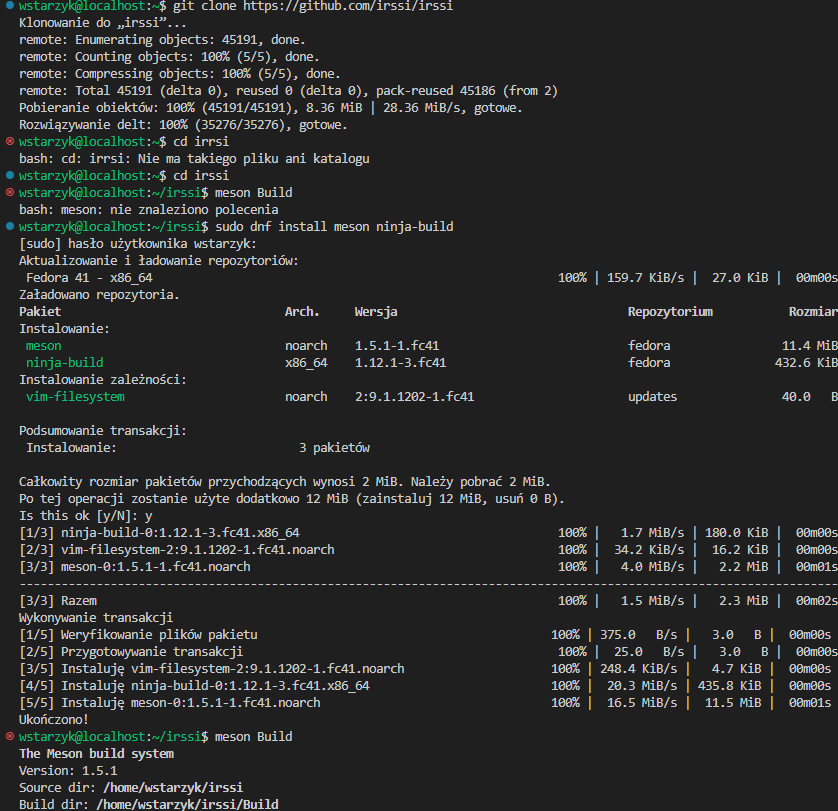 wstarzyk@localhost:~$ git clone https://github.com/irssi/irssi
Klonowanie do „irssi”...
remote: Enumerating objects: 45191, done.
remote: Counting objects: 100% (5/5), done.
remote: Compressing objects: 100% (5/5), done.
remote: Total 45191 (delta 0), reused 0 (delta 0), pack-reused 45186 (from 2)
Pobieranie obiektów: 100% (45191/45191), 8.36 MiB | 28.36 MiB/s, gotowe.
Rozwiązywanie delt: 100% (35276/35276), gotowe.
wstarzyk@localhost:~$ cd irrsi
bash: cd: irrsi: Nie ma takiego pliku ani katalogu
wstarzyk@localhost:~$ cd irssi
wstarzyk@localhost:~/irssi$ meson Build
bash: meson: nie znaleziono polecenia
wstarzyk@localhost:~/irssi$ sudo dnf install meson ninja-build
[sudo] hasło użytkownika wstarzyk:
Aktualizowanie i ładowanie repozytoriów:
Fedora 41 - x86_64 100% | 159.7 KiB/s | 27.0 KiB | 00m00s
Załadowano repozytoria.
Pakiet Arch. Wersja Repozytorium Rozmiar
Instalowanie:
meson noarch 1.5.1-1.fc41 fedora 11.4 MiB
ninja-build x86_64 1.12.1-3.fc41 fedora 432.6 KiB
Instalowanie zależności:
vim-filesystem noarch 2:9.1.1202-1.fc41 updates 40.0 B
Podsumowanie transakcji:
Instalowanie: 3 pakietów
Całkowity rozmiar pakietów przychodzących wynosi 2 MiB. Należy pobrać 2 MiB.
Po tej operacji zostanie użyte dodatkowo 12 MiB (zainstaluj 12 MiB, usuń 0 B).
Is this ok [y/N]: y
[1/3] ninja-build-0:1.12.1-3.fc41.x86_64 100% | 1.7 MiB/s | 180.0 KiB | 00m00s
[2/3] vim-filesystem-2:9.1.1202-1.fc41.noarch 100% | 34.2 KiB/s | 16.2 KiB | 00m00s
[3/3] meson-0:1.5.1-1.fc41.noarch 100% | 4.0 MiB/s | 2.2 MiB | 00m01s
--------------------------------------------------------------------------------
[3/3] Razem 100% | 1.5 MiB/s | 2.3 MiB | 00m02s
Wykonywanie transakcji
[1/5] Weryfikowanie plików pakietu 100% | 375.0 B/s | 3.0 B | 00m00s
[2/5] Przygotowywanie transakcji 100% | 25.0 B/s | 3.0 B | 00m00s
[3/5] Instaluję vim-filesystem-2:9.1.1202-1.fc41.noarch 100% | 248.4 KiB/s | 4.7 KiB | 00m00s
[4/5] Instaluję ninja-build-0:1.12.1-3.fc41.x86_64 100% | 20.3 MiB/s | 435.8 KiB | 00m00s
[5/5] Instaluję meson-0:1.5.1-1.fc41.noarch 100% | 16.5 MiB/s | 11.5 MiB | 00m01s
Ukończono!
wstarzyk@localhost:~/irssi$ meson Build
The Meson build system
Version: 1.5.1
Source dir: /home/wstarzyk/irssi
Build dir: /home/wstarzyk/irssi/Build